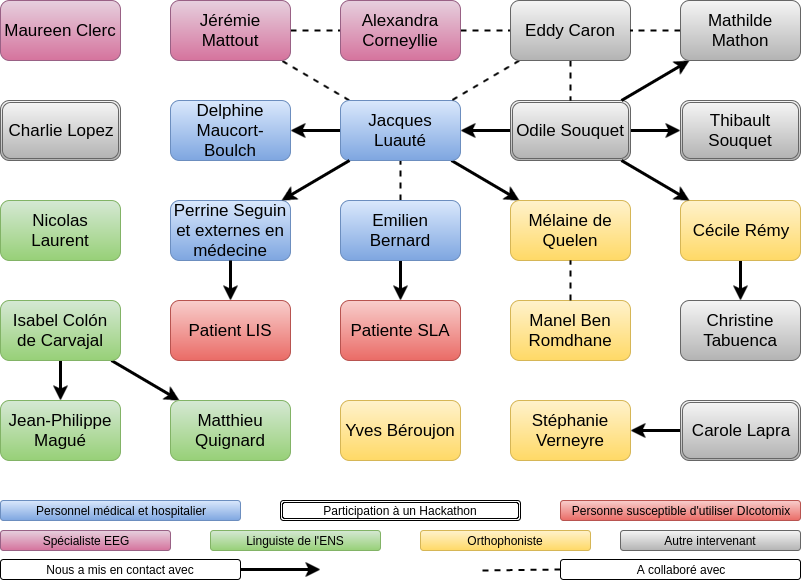 Maureen Clerc
Jérémie
Mattout
Alexandra
Corneyllie
Eddy Caron
Mathilde
Mathon
Charlie Lopez
Delphine
Maucort-
Boulch
Jacques
Luauté
Odile Souquet
Thibault
Souquet
Nicolas
Laurent
Perrine Seguin
et externes en
médecine
Emilien
Bernard
Mélaine de
Quelen
Cécile Rémy
Isabel Colón
de Carvajal
Patient LIS
Patiente SLA
Manel Ben
Romdhane
Christine
Tabuenca
Jean-Philippe
Magué
Matthieu
Quignard
Yves Béroujon
Stéphanie
Verneyre
Carole Lapra
Personnel médical et hospitalier
Participation à un Hackathon
Personne susceptible d'utiliser DIcotomix
Spécialiste EEG
Linguiste de l'ENS
Orthophoniste
Autre intervenant
Nous a mis en contact avec
A collaboré avec